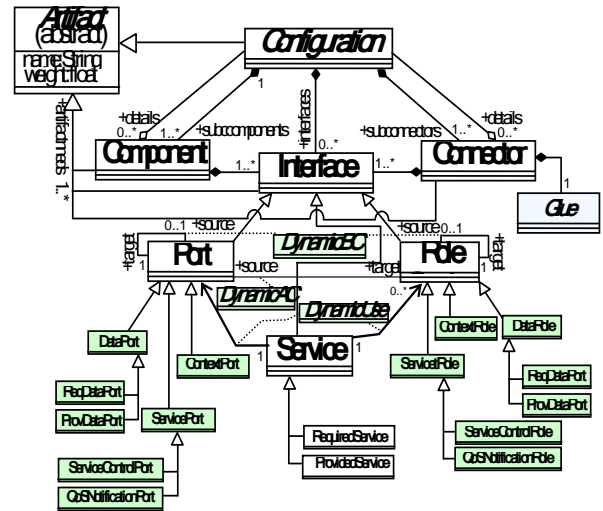 Artifact
(abstract)
name:String
weight:float
Configuration
+details
0..*
1..*
1
+subcomponents
+interfaces
0..*
+subconnectors
+details
1..*
0..*
+artifactmeds
1..*
Component
1..*
Interface
1..*
Connector
1
Glue
0..1
+source
+source
0..1
+target
1
Port
DynamicBC
Role
1
+target
+source
+target
DynamicAC
DynamicUse
0..*
1
Service
1
DataPort
ContextPort
ContextRole
DataRole
ServiceRole
ReqDataPort
ProvDataPort
ServicePort
ReqDataPort
ProvDataPort
RequiredService
ProvidedService
ServiceControlPort
QoSNotificationPort
ServiceControlRole
QoSNotificationRole